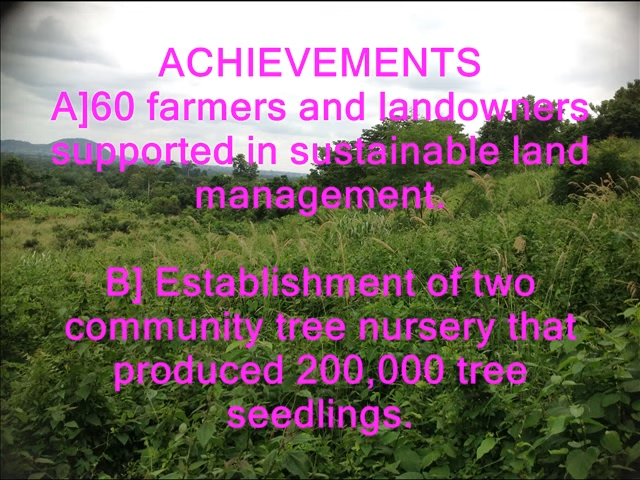 ACHIEVEMENTS
A]60 farmers and landowners
supported in sustainable land
management.
B] Establishment of two
community tree nursery that
produced 200,000 tree
seedlings.